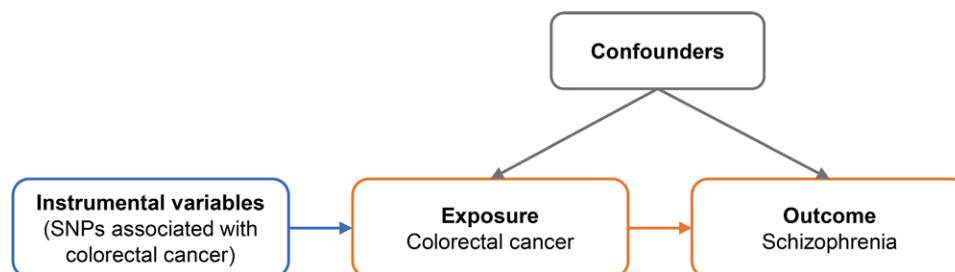 Confounders
Instrumental variables
(SNPs associated with
colorectal cancer)
Exposure
Colorectal cancer
Outcome
Schizophrenia